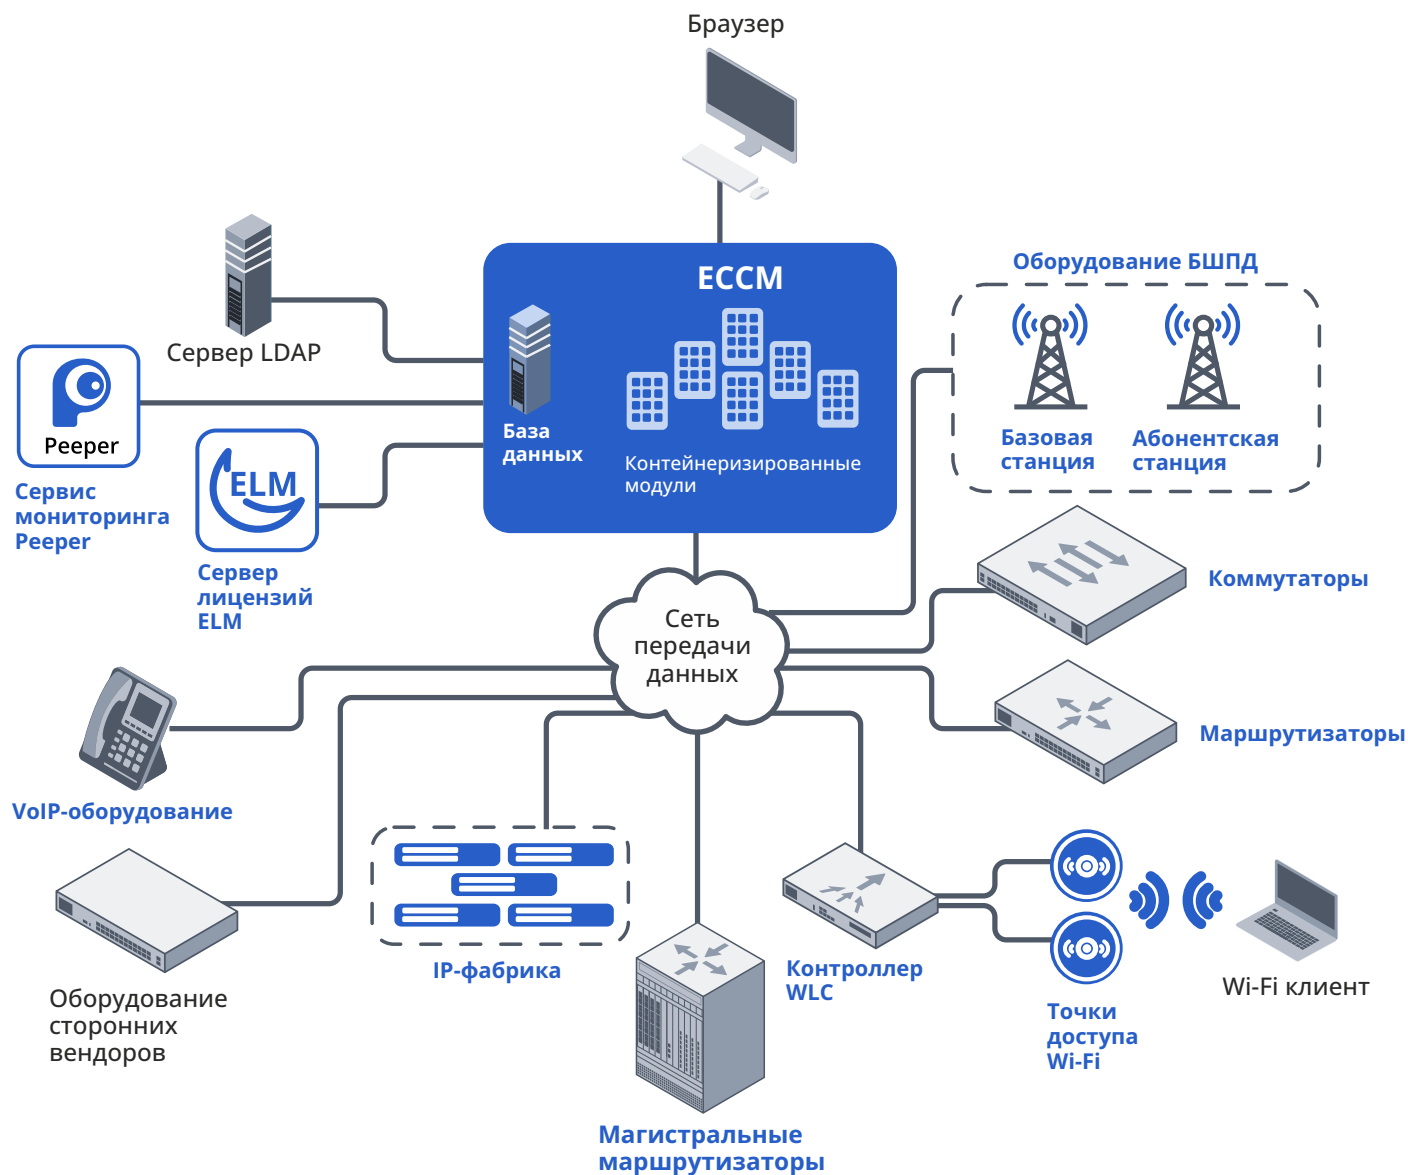 Браузер
ECCM
База
данных
Контейнеризированные
модули
Сервер LDAP
Peeper
Сервис
мониторинга
Peeper
ELM
Сервер
лицензий
ELM
Оборудование БШПД
Базовая
станция
Абонентская
станция
Коммутаторы
Сеть
передачи
данных
Маршрутизаторы
VoIP-оборудование
Оборудование
сторонних
вендоров
IP-фабрика
Магистральные
маршрутизаторы
Контроллер
WLC
Точки
доступа
Wi-Fi
Wi-Fi клиент